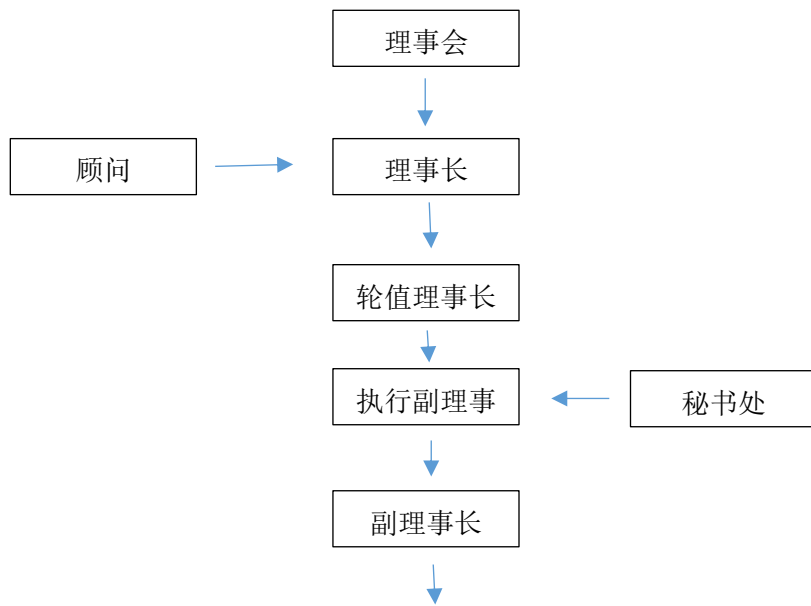 理事会
顾问
理事长
轮值理事长
执行副理事
秘书处
副理事长